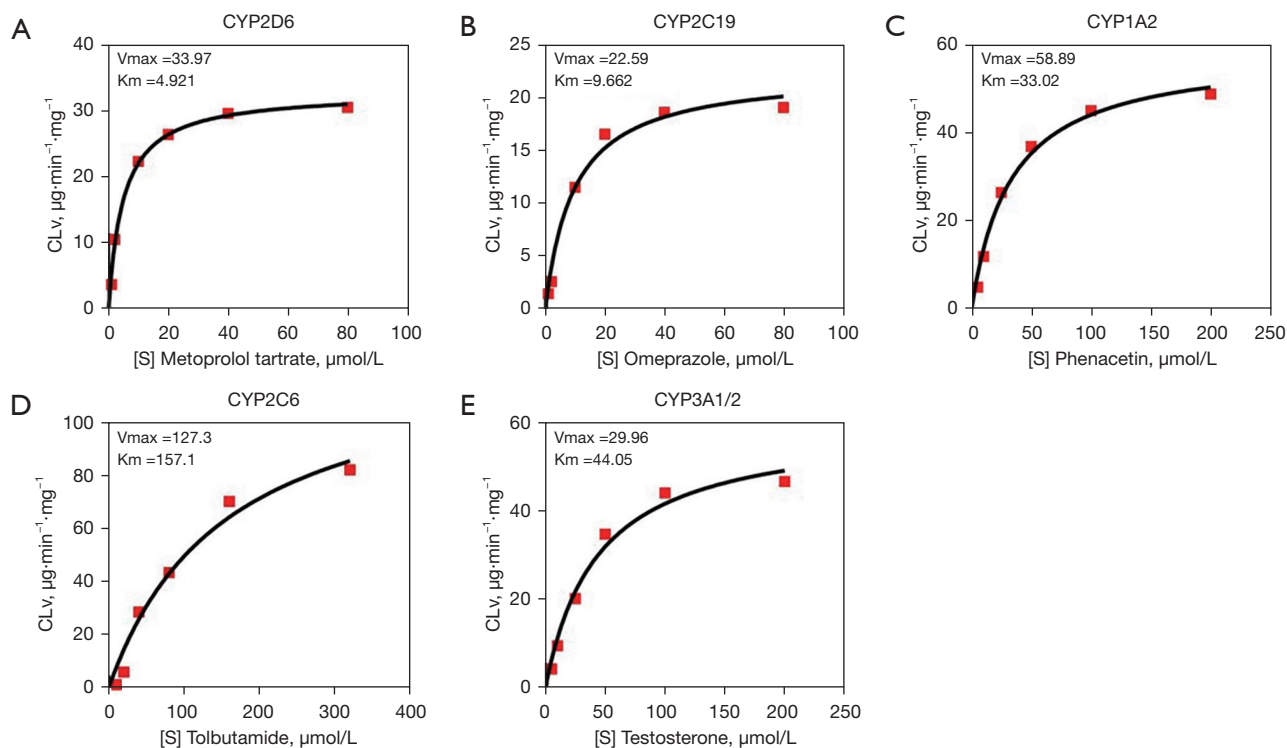 A
CYP2D6
Vmax =33.97
Km =4.921
40
30
20
10
0
CLv, µg·min⁻¹·mg⁻¹
0 20 40 60 80 100
[S] Metoprolol tartrate, µmol/L
B
CYP2C19
Vmax =22.59
Km =9.662
25
20
15
10
5
0
CLv, µg·min⁻¹·mg⁻¹
0 20 40 60 80 100
[S] Omeprazole, µmol/L
C
CYP1A2
Vmax =58.89
Km =33.02
60
40
20
0
CLv, µg·min⁻¹·mg⁻¹
0 50 100 150 200 250
[S] Phenacetin, µmol/L
D
CYP2C6
Vmax =127.3
Km =157.1
100
80
60
40
20
0
CLv, µg·min⁻¹·mg⁻¹
0 100 200 300 400
[S] Tolbutamide, µmol/L
E
CYP3A1/2
Vmax =29.96
Km =44.05
60
40
20
0
CLv, µg·min⁻¹·mg⁻¹
0 50 100 150 200 250
[S] Testosterone, µmol/L